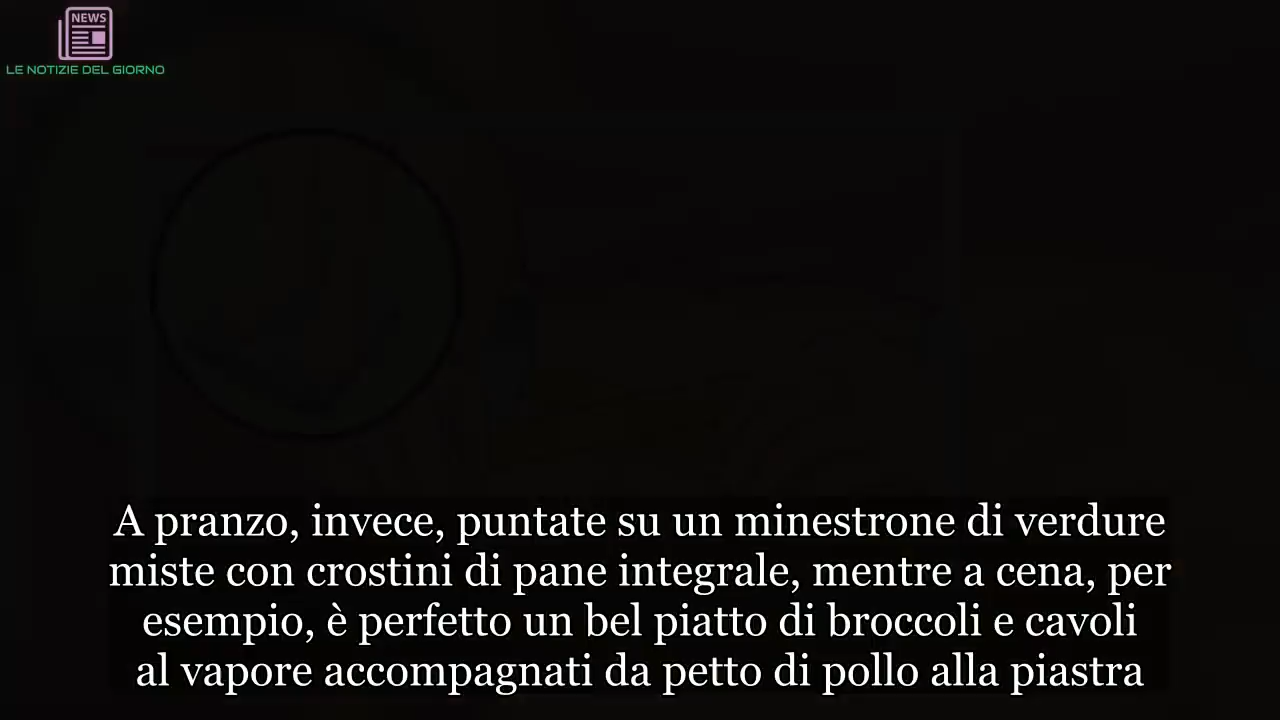 NEWS
LE NOTIZIE DEL GIORNO
A pranzo, invece, puntate su un minestrone di verdure
miste con crostini di pane integrale, mentre a cena, per
esempio, è perfetto un bel piatto di broccoli e cavoli
al vapore accompagnati da petto di pollo alla piastra